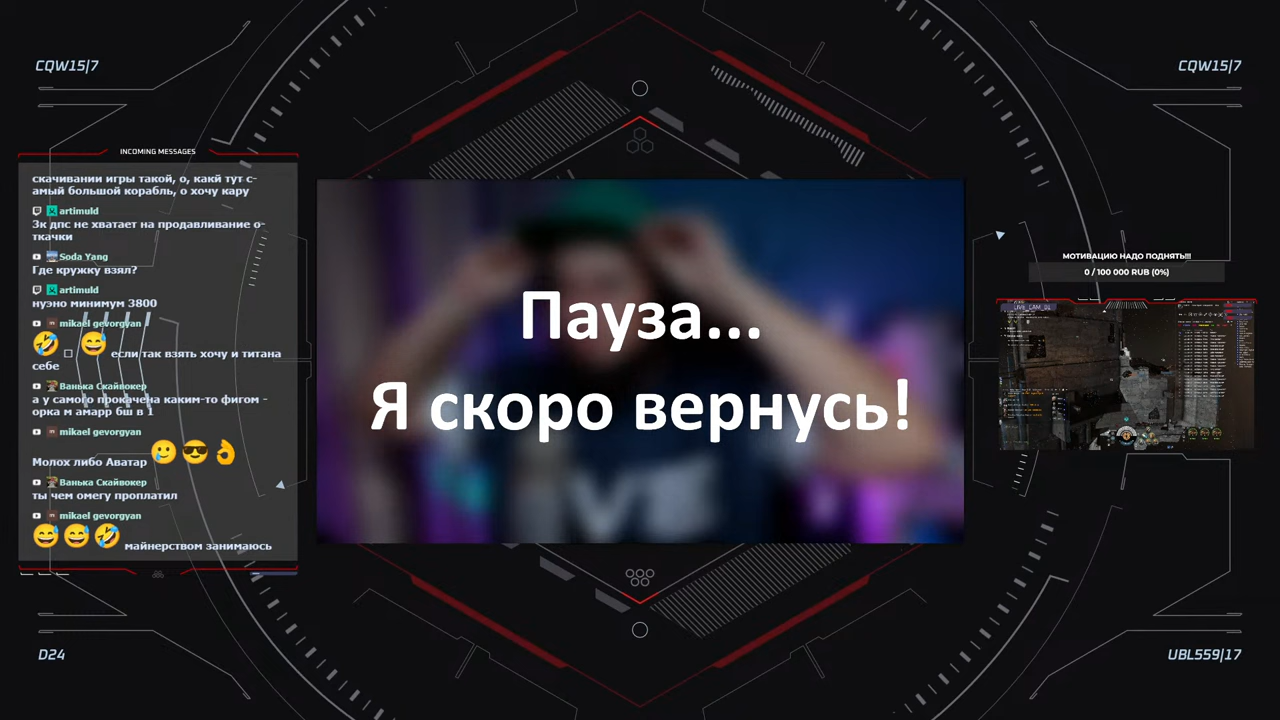 CQW15|7
CQW15|7
INCOMING MESSAGES
скачивании игры такой, о, какй тут с-
амый большой корабль, о хочу кару
artimuld
3к дпс не хватает на продавливание о-
ткачки
Soda Yang
Где кружку взял?
artimuld
нуэно минимум 3800
mikael gevorgyan
🤣 □ 😅 если так взять хочу и титана
себе
Ванька Скайвокер
а у самого прокачена каким-то фигом -
орка м амарр бш в 1
mikael gevorgyan
Молох либо Аватар 🥲 😎 👌
Ванька Скайвокер
ты чем омегу проплатил
mikael gevorgyan
😅 😅 🤣 майнерством занимаюсь
Пауза...
Я скоро вернусь!
МОТИВАЦИЮ НАДО ПОДНЯТЬ!!!
0 / 100 000 RUB (0%)
LIVE_CAM_01
D24
UBL559|17